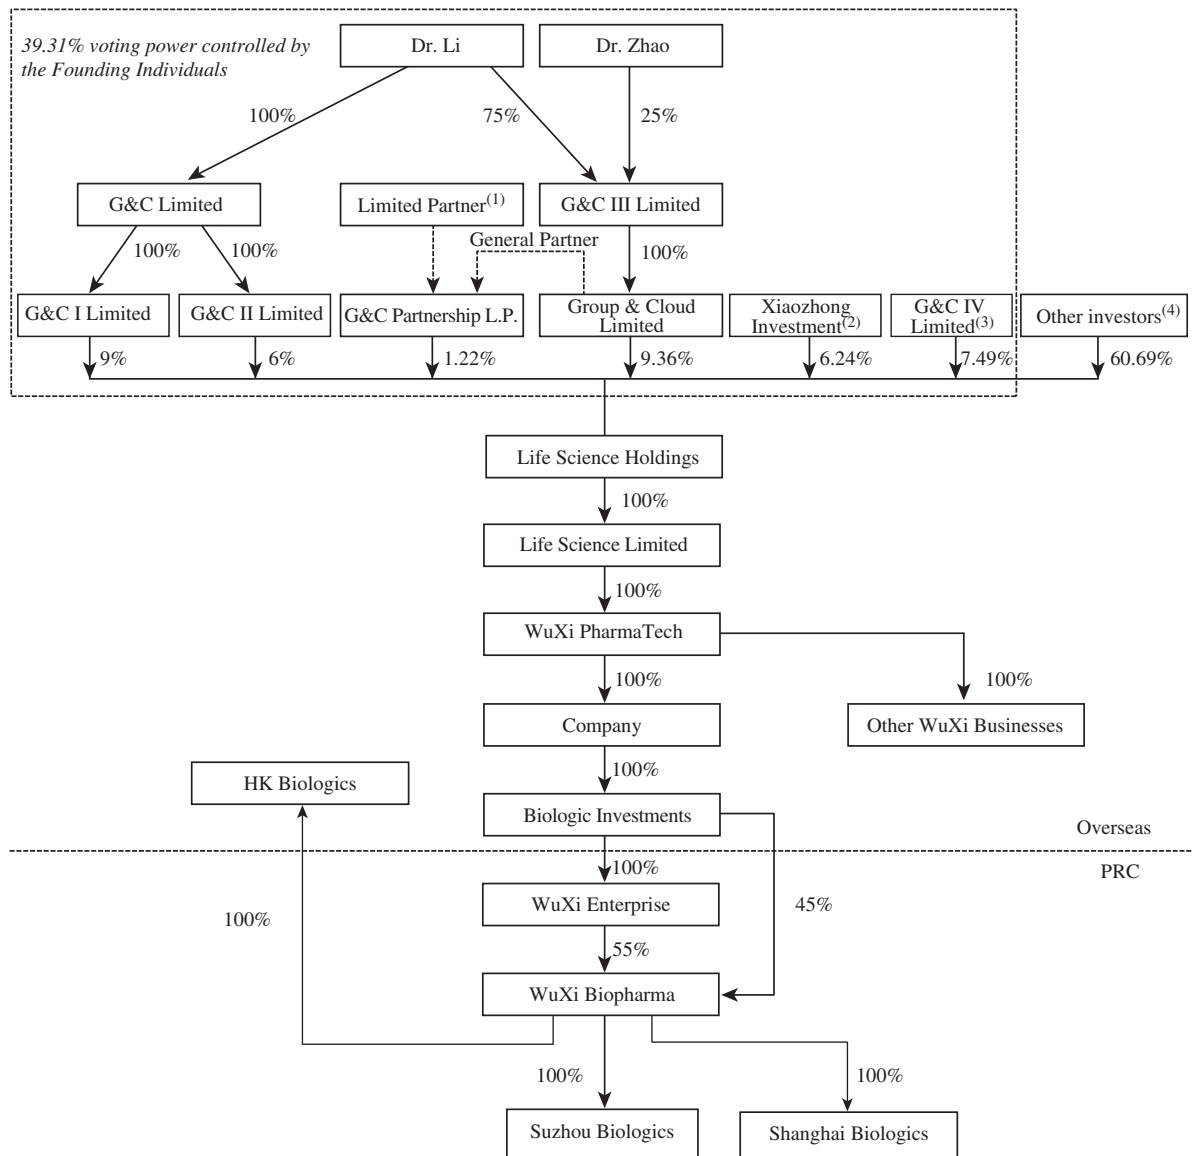 39.31% voting power controlled by
the Founding Individuals
Dr. Li
Dr. Zhao
100%
75%
25%
G&C Limited
Limited Partner(1)
G&C III Limited
General Partner
100%
100%
100%
G&C I Limited
G&C II Limited
G&C Partnership L.P.
Group & Cloud
Limited
Xiaozhong
Investment(2)
G&C IV
Limited(3)
Other investors(4)
9%
6%
1.22%
9.36%
6.24%
7.49%
60.69%
Life Science Holdings
100%
Life Science Limited
100%
WuXi PharmaTech
100%
100%
Company
Other WuXi Businesses
100%
HK Biologics
Biologic Investments
Overseas
100%
PRC
WuXi Enterprise
45%
100%
55%
WuXi Biopharma
100%
100%
Suzhou Biologics
Shanghai Biologics